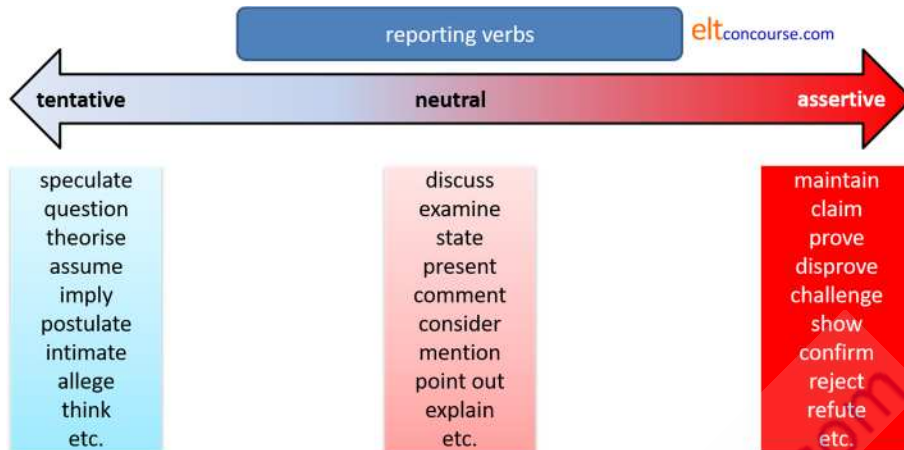 reporting verbs
eltconcourse.com
tentative neutral assertive
speculate discuss maintain
question examine claim
theorise state prove
assume present disprove
imply comment challenge
postulate consider show
intimate mention confirm
allege point out reject
think explain refute
etc. etc. etc.
om